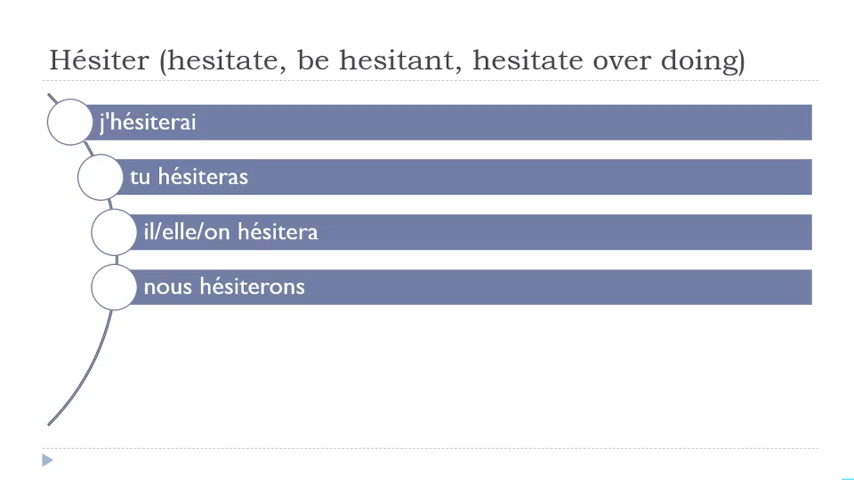 Hésiter (hesitate, be hesitant, hesitate over doing)
j'hésiterai
tu hésiteras
il/elle/on hésitera
nous hésiterons